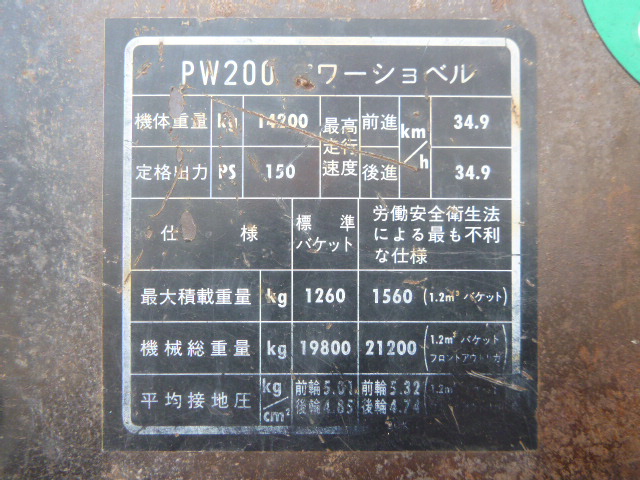 PW200 パワーショベル
機体重量 kg 14200 最高走行速度 前進 km/h 34.9
定格出力 PS 150 後進 34.9
仕様 標準バケット 労働安全衛生法による最も不利な仕様
最大積載重量 kg 1260 1560 (1.2m³ バケット)
機械総重量 kg 19800 21200 (1.2m³ バケット
フロントアウトリガ)
平均接地圧 kg/cm² 前輪5.01 前輪5.32 1.2m³
後輪4.85 後輪4.74